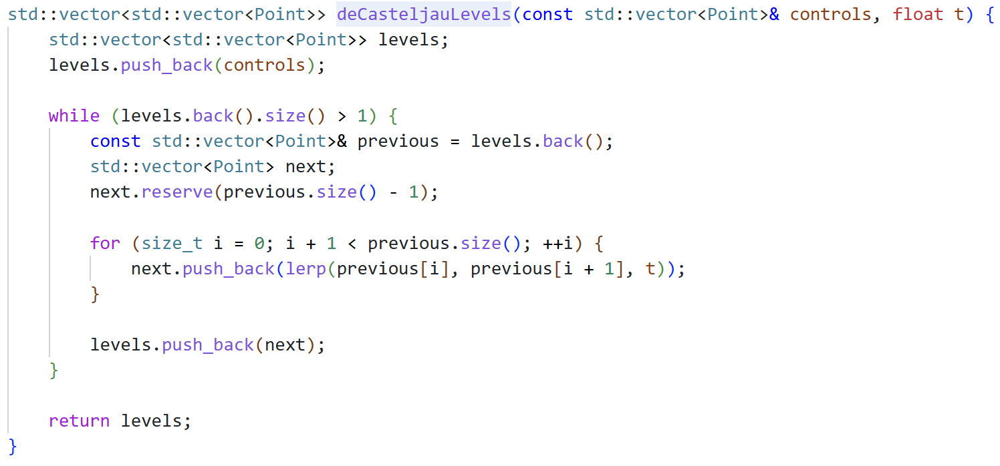 std::vector<std::vector<Point>> deCasteljauLevels(const std::vector<Point>& controls, float t) {
    std::vector<std::vector<Point>> levels;
    levels.push_back(controls);

    while (levels.back().size() > 1) {
        const std::vector<Point>& previous = levels.back();
        std::vector<Point> next;
        next.reserve(previous.size() - 1);

        for (size_t i = 0; i + 1 < previous.size(); ++i) {
            next.push_back(lerp(previous[i], previous[i + 1], t));
        }

        levels.push_back(next);
    }

    return levels;
}